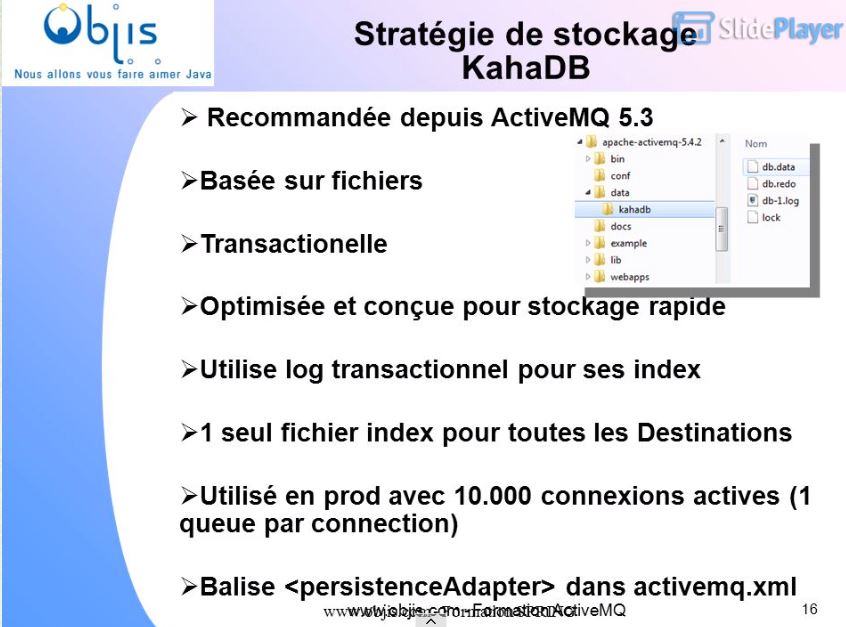 Objis
Nous allons vous faire aimer Java
SlidePlayer
Stratégie de stockage
KahaDB
➢ Recommandée depuis ActiveMQ 5.3
➢Basée sur fichiers
➢Transactionelle
➢Optimisée et conçue pour stockage rapide
➢Utilise log transactionnel pour ses index
➢1 seul fichier index pour toutes les Destinations
➢Utilisé en prod avec 10.000 connexions actives (1
queue par connection)
➢Balise <persistenceAdapter> dans activemq.xml
apache-activemq-5.4.2
bin
conf
data
kahadb
docs
example
lib
webapps
Nom
db.data
db.redo
db-1.log
lock
www.objis.com - Formation ActiveMQ
16